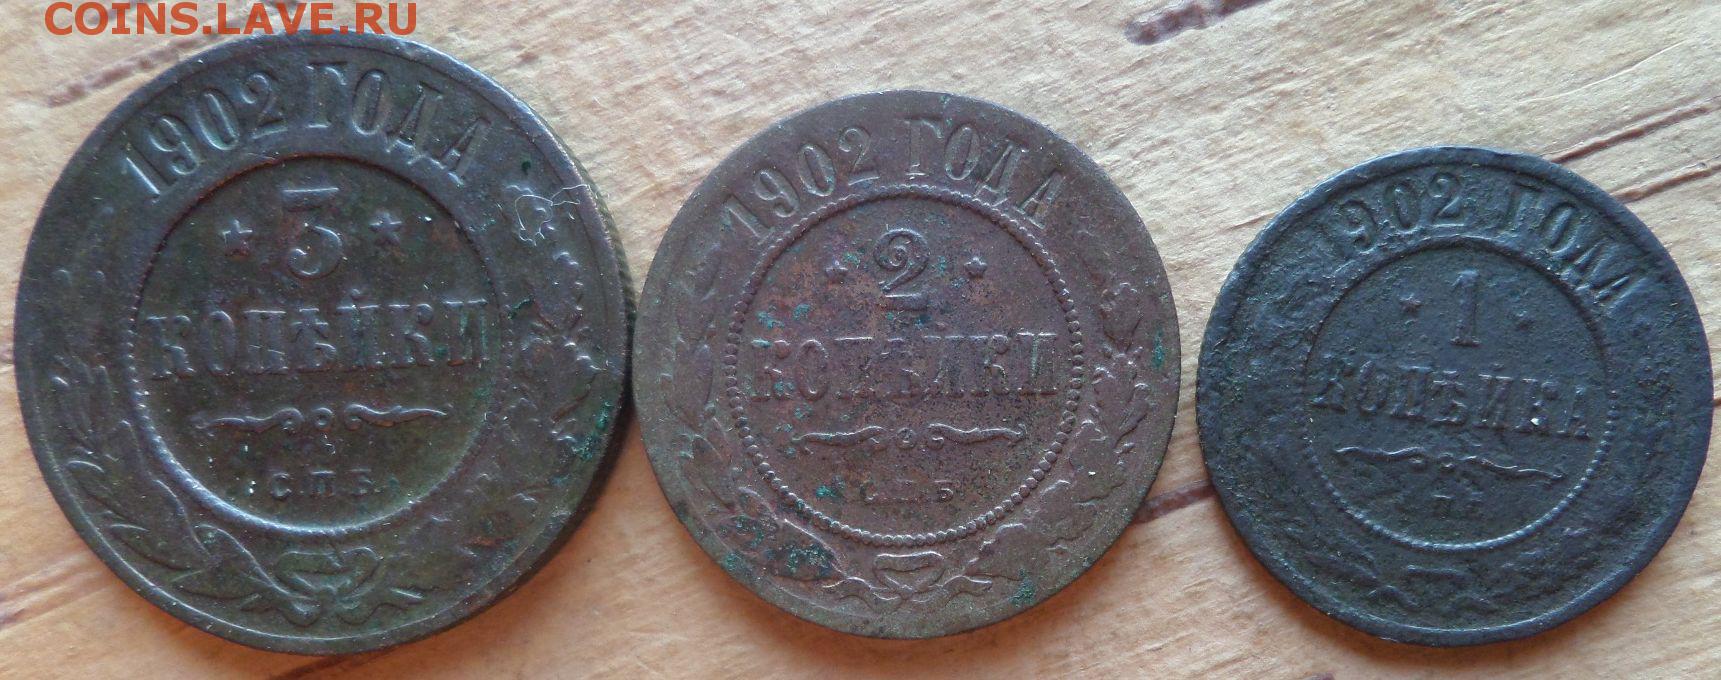 COINS.LAVE.RU
1902 ГОДА
3
КОПѢЙКИ
С.П.Б.
1902 ГОДА
2
КОПѢЙКИ
С.П.Б
1902 ГОДА
1
КОПѢЙКА